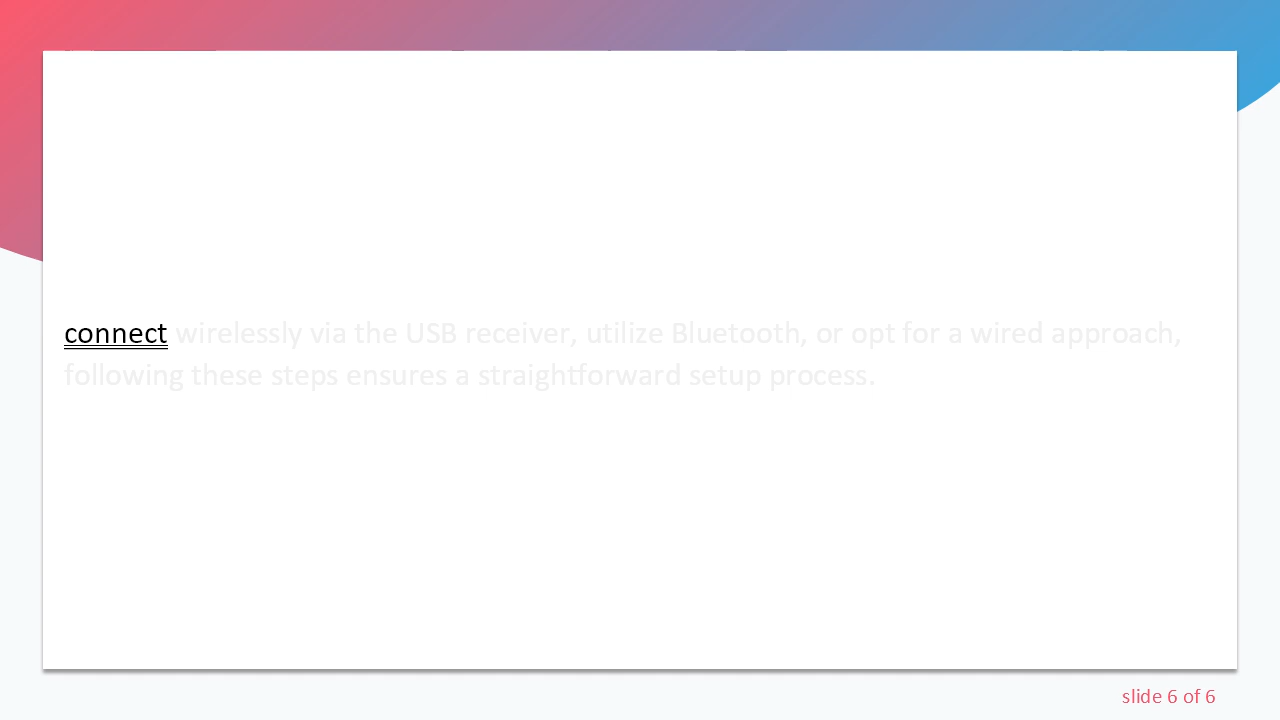 connect wirelessly via the USB receiver, utilize Bluetooth, or opt for a wired approach,
following these steps ensures a straightforward setup process.
slide 6 of 6